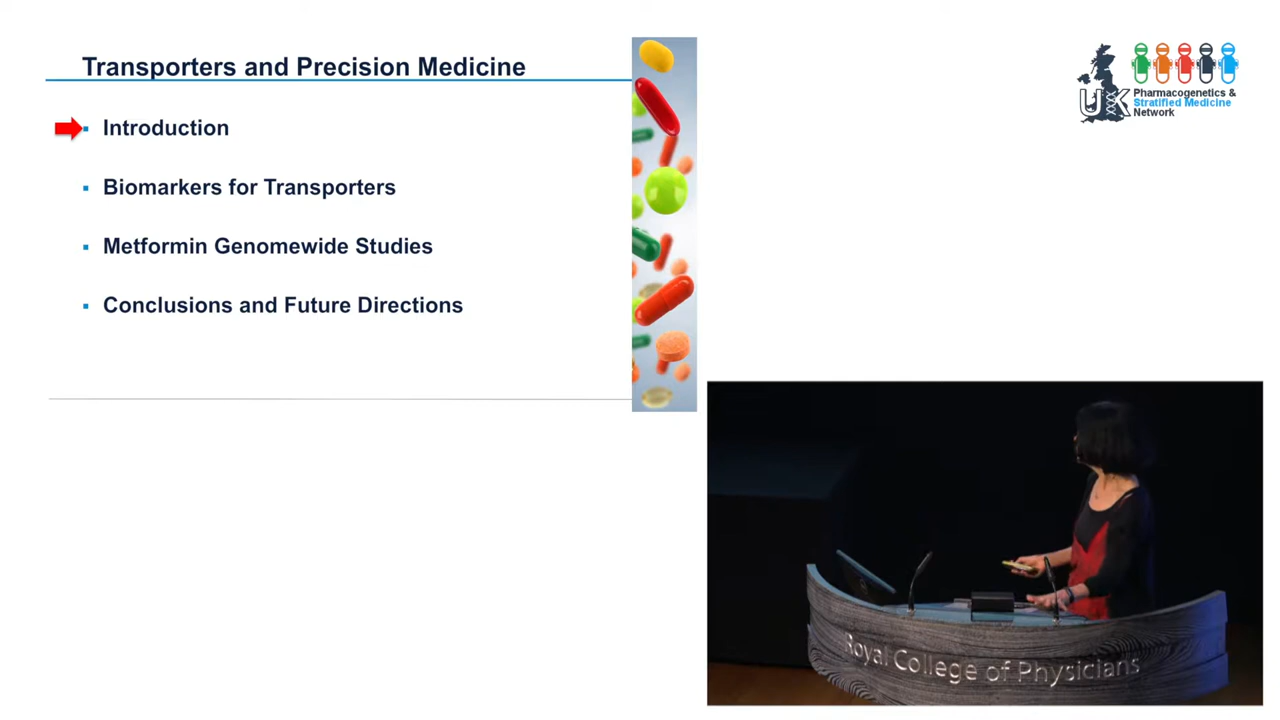 Transporters and Precision Medicine
Introduction
Biomarkers for Transporters
Metformin Genomewide Studies
Conclusions and Future Directions
UK
Pharmacogenetics &
Stratified Medicine
Network
Royal College of Physicians